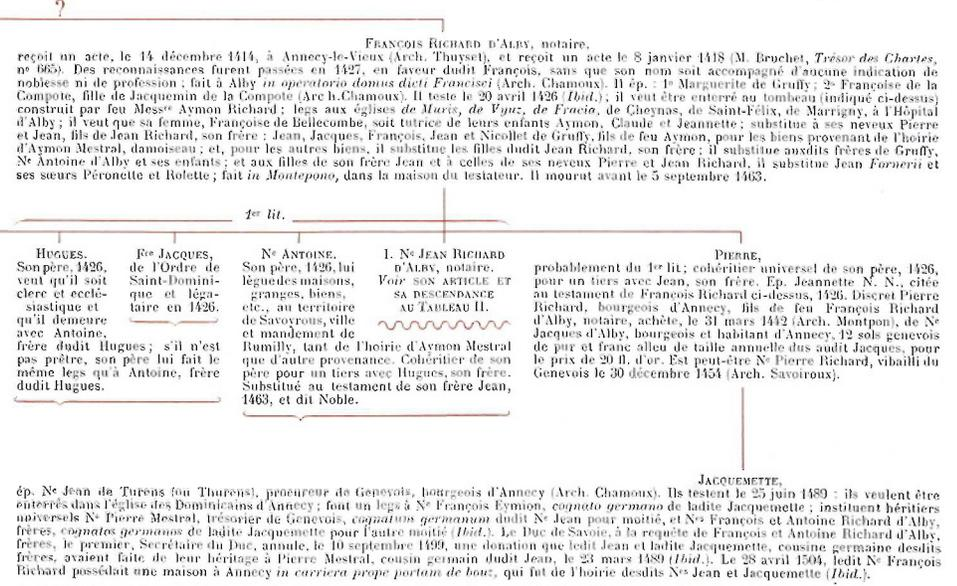 ?
FRANÇOIS RICHARD D'ALBY, notaire,
reçoit un acte, le 14 décembre 1414, à Annecy-le-Vieux (Arch. Thuyset), et reçoit un acte le 8 janvier 1418 (M. Bruchet, Trésor des Chartes,
nº 665). Des reconnaissances furent passées en 1427, en faveur dudit François, sans que son nom soit accompagné d'aucune indication de
noblesse ni de profession ; fait à Alby in operatorio domus dicti Francisci (Arch. Chamoux). Il ép. : 1º Marguerite de Gruffy ; 2º Françoise de la
Compote, fille de Jacquemin de la Compote (Arch. Chamoux). Il teste le 20 avril 1426 (Ibid.) ; il veut être enterré au tombeau (indiqué ci-dessus)
construit par feu Messre Aymon Richard ; legs aux églises de Muris, de Vauz, de Fracia, de Choynas, de Saint-Félix, de Marrigny, à l'Hôpital
d'Alby ; il veut que sa femme, Françoise de Bellecombe, soit tutrice de leurs enfants Aymon, Claude et Jeannette ; substitue à ses neveux Pierre
et Jean, fils de Jean Richard, son frère : Jean, Jacques, François, Jean et Nicollet de Gruffy, fils de feu Aymon, pour les biens provenant de l'hoirie
d'Aymon Mestral, damoiseau ; et, pour les autres biens, il substitue les filles dudit Jean Richard, son frère ; il substitue auxdits frères de Gruffy,
Ne Antoine d'Alby et ses enfants ; et aux filles de son frère Jean et à celles de ses neveux Pierre et Jean Richard, il substitue Jean Fornerii et
ses sœurs Péronette et Rolette ; fait in Montepono, dans la maison du testateur. Il mourut avant le 5 septembre 1463.
1er lit.
HUGUES.
Son père, 1426,
veut qu'il soit
clerc et ecclé-
siastique et
qu'il demeure
avec Antoine,
frère dudit Hugues ; s'il n'est
pas prêtre, son père lui fait le
même legs qu'à Antoine, frère
dudit Hugues.
Fre JACQUES,
de l'Ordre de
Saint-Domini-
que et léga-
taire en 1426.
Ne ANTOINE.
Son père, 1426, lui
lègue des maisons,
granges, biens,
etc., au territoire
de Savovroux, ville
et mandement de
Rumilly, tant de l'hoirie d'Aymon Mestral
que d'autre provenance. Cohéritier de son
père pour un tiers avec Hugues, son frère.
Substitué au testament de son frère Jean,
1463, et dit Noble.
I. Ne JEAN RICHARD
D'ALBY, notaire.
Voir SON ARTICLE ET
SA DESCENDANCE
AU TABLEAU II.
PIERRE,
probablement du 1er lit ; cohéritier universel de son père, 1426,
pour un tiers avec Jean, son frère. Ep. Jeannette N. N., citée
au testament de François Richard ci-dessus, 1426. Discret Pierre
Richard, bourgeois d'Annecy, fils de feu François Richard
d'Alby, notaire, achète, le 31 mars 1442 (Arch. Montpon), de Ne
Jacques d'Alby, bourgeois et habitant d'Annecy, 12 sols genevois
de pur et franc alleu de taille annuelle dus audit Jacques, pour
le prix de 20 fl. d'or. Est peut-être Ne Pierre Richard, vibailli du
Genevois le 30 décembre 1454 (Arch. Savoiroux).
JACQUEMETTE,
ép. Ne Jean de Turens (ou Thurens), procureur de Genevois, bourgeois d'Annecy (Arch. Chamoux). Ils testent le 25 juin 1489 : ils veulent être
enterrés dans l'église des Dominicains d'Annecy ; font un legs à Ne François Eymion, cognato germano de ladite Jacquemette ; instituent héritiers
universels Ne Pierre Mestral, trésorier de Genevois, cognatum germanum dudit Ne Jean pour moitié, et Nes François et Antoine Richard d'Alby,
frères, cognatos germanos de ladite Jacquemette pour l'autre moitié (Ibid.). Le Duc de Savoie, à la requête de François et Antoine Richard d'Alby,
frères, le premier, Secrétaire du Duc, annule, le 10 septembre 1499, une donation que ledit Jean et ladite Jacquemette, cousine germaine desdits
frères, avaient faite de leur héritage à Pierre Mestral, cousin germain dudit Jean, le 23 mars 1489 (Ibid.). Le 28 avril 1504, ledit Ne François
Richard possédait une maison à Annecy in carriera prope portam de bouz, qui fut de l'hoirie desdits Nes Jean et Jacquemette (Ibid.).